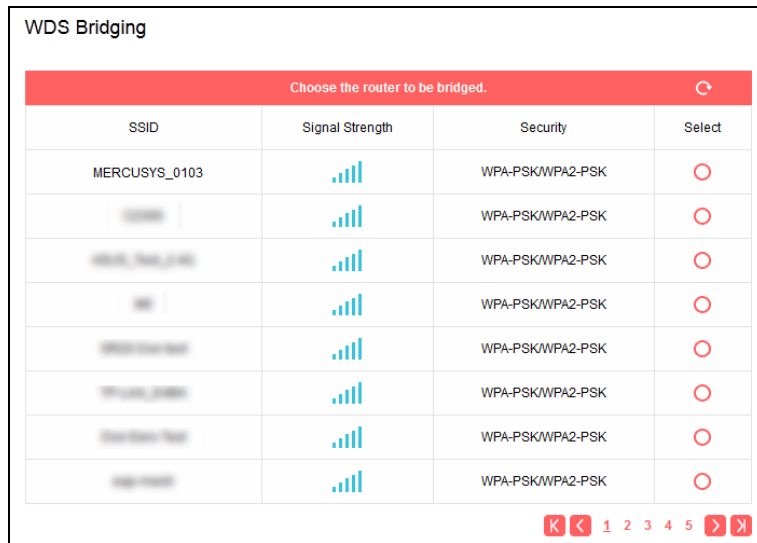 WDS Bridging
Choose the router to be bridged.
SSID Signal Strength Security Select
MERCUSYS_0103 WPA-PSK/WPA2-PSK
WPA-PSK/WPA2-PSK
WPA-PSK/WPA2-PSK
WPA-PSK/WPA2-PSK
WPA-PSK/WPA2-PSK
WPA-PSK/WPA2-PSK
WPA-PSK/WPA2-PSK
WPA-PSK/WPA2-PSK
1 2 3 4 5